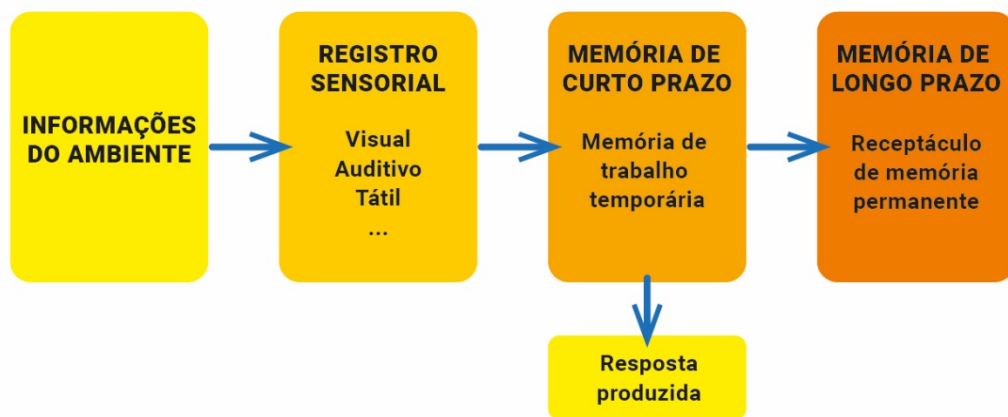 INFORMAÇÕES
DO AMBIENTE
REGISTRO
SENSORIAL
Visual
Auditivo
Tátil
...
MEMÓRIA DE
CURTO PRAZO
Memória de
trabalho
temporária
MEMÓRIA DE
LONGO PRAZO
Receptáculo
de memória
permanente
Resposta
produzida